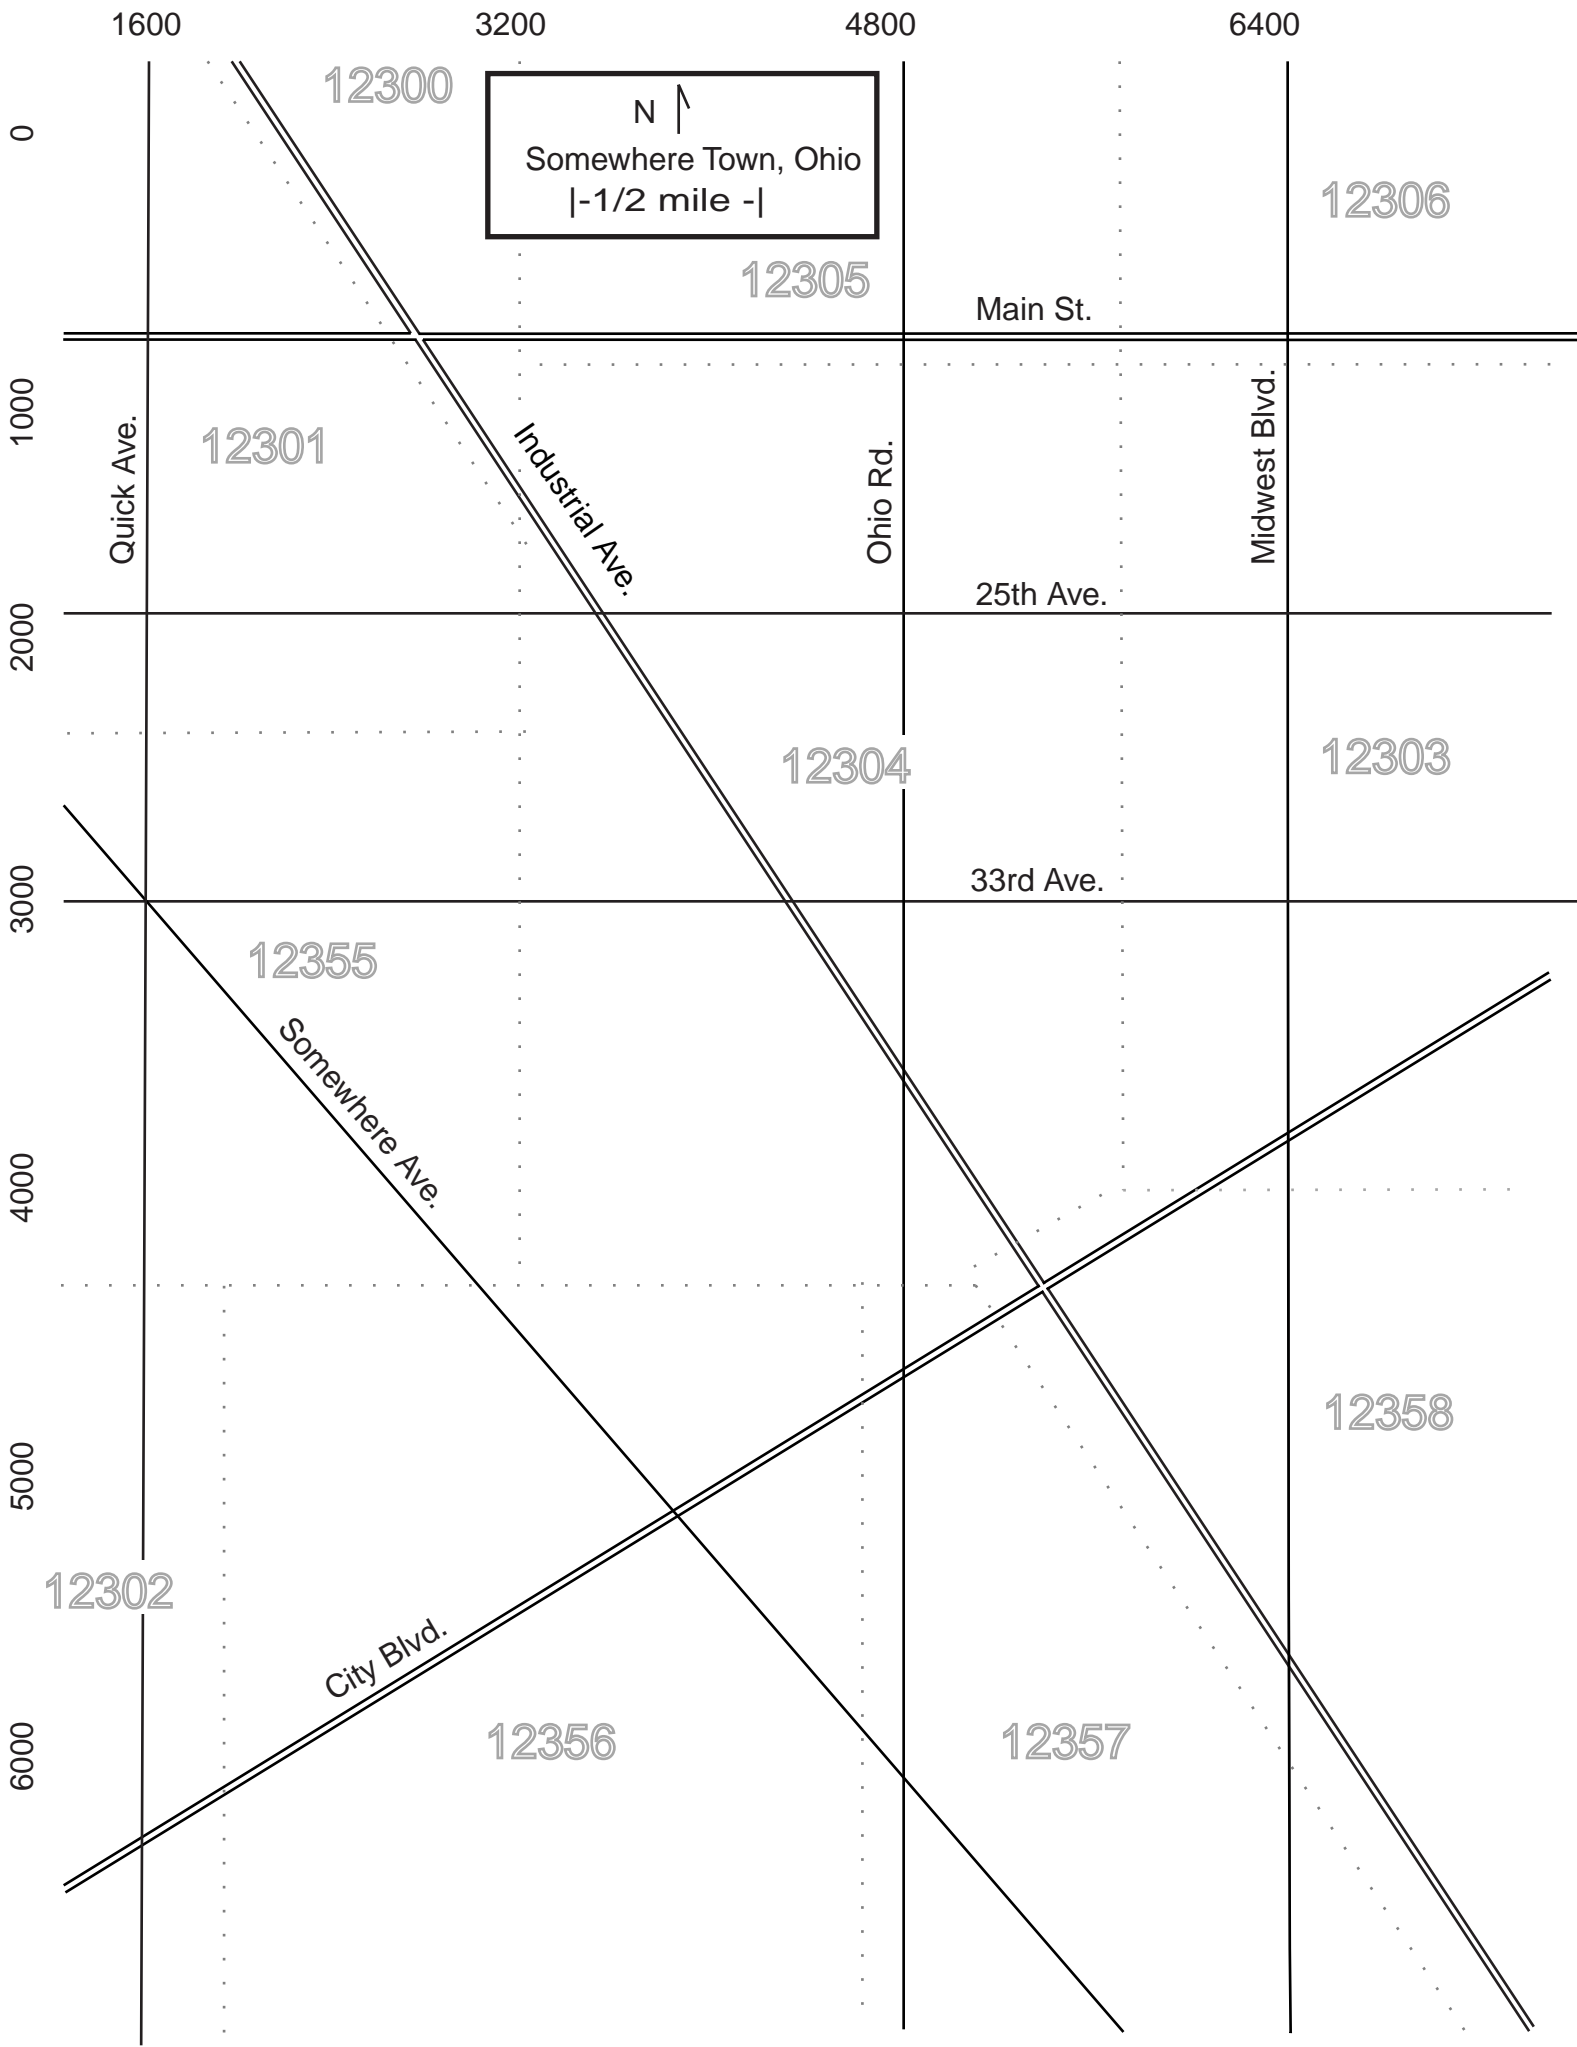 1600 3200 4800 6400
12300
0
N
Somewhere Town, Ohio
|-1/2 mile -|
12306
12305
Main St.
1000
12301
Quick Ave.
Industrial Ave.
Ohio Rd.
Midwest Blvd.
25th Ave.
2000
12304
12303
33rd Ave.
3000
12355
Somewhere Ave.
4000
12358
5000
12302
City Blvd.
12356
12357
6000